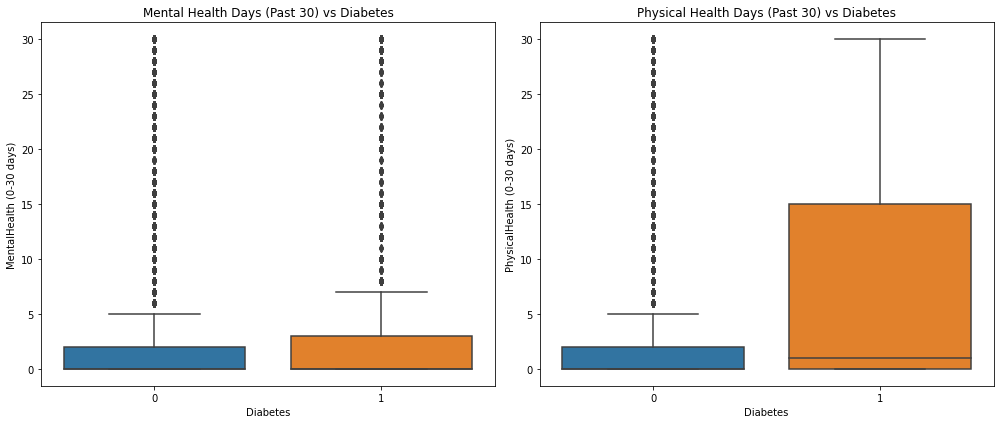 Mental Health Days (Past 30) vs Diabetes
MentalHealth (0-30 days)
30
25
20
15
10
5
0
0 1
Diabetes
Physical Health Days (Past 30) vs Diabetes
PhysicalHealth (0-30 days)
30
25
20
15
10
5
0
0 1
Diabetes